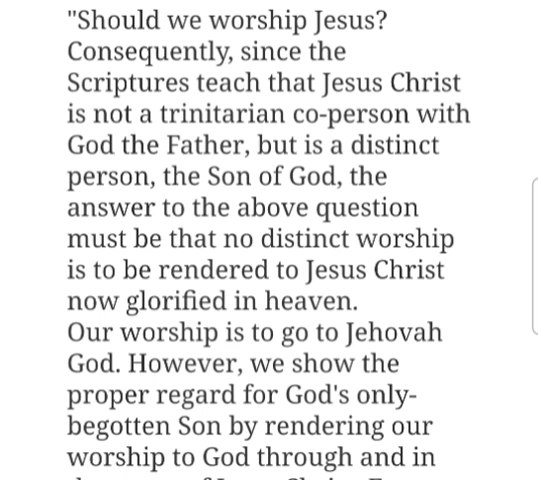 "Should we worship Jesus?
Consequently, since the
Scriptures teach that Jesus Christ
is not a trinitarian co-person with
God the Father, but is a distinct
person, the Son of God, the
answer to the above question
must be that no distinct worship
is to be rendered to Jesus Christ
now glorified in heaven.
Our worship is to go to Jehovah
God. However, we show the
proper regard for God's only-
begotten Son by rendering our
worship to God through and in